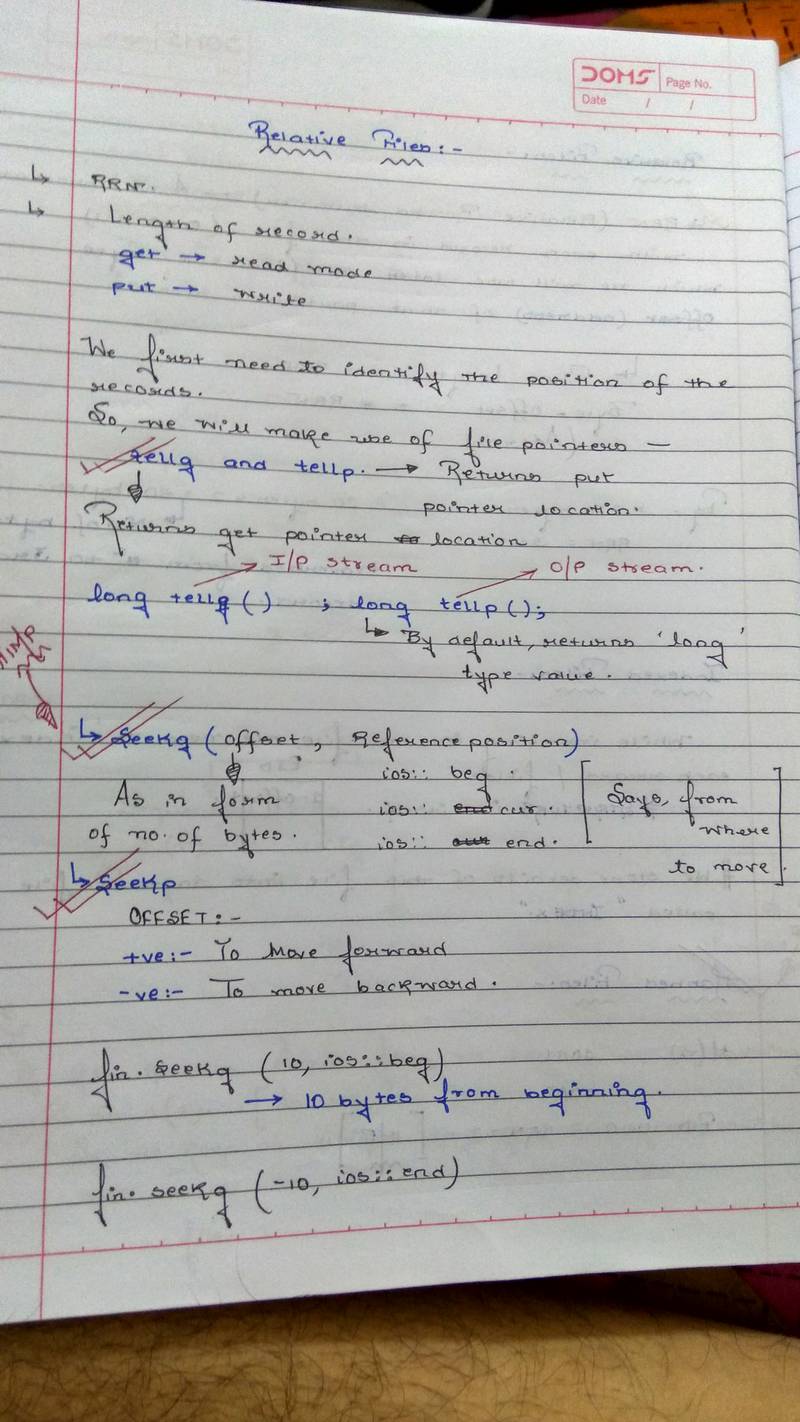 DOMS Page No.
Date / /
Relative Files:-
↳ RRN.
↳ Length of record.
get → read mode
put → write
We first need to identify the position of the
records.
So, we will make use of file pointers —
tellg and tellp. → Returns put
pointer location.
Returns get pointer location
I/P stream O/P stream.
long tellg() ; long tellp();
↳ By default, returns 'long'
type value.
↳ Seekg (offset, Reference position)
ios:: beg.
As in form ios:: cur. [Says, from
of no. of bytes. ios:: end. where
to move].
↳ Seekp
OFFSET:-
+ve:- To Move forward
-ve:- To move backward.
fin. seekg (10, ios::beg)
→ 10 bytes from beginning.
fin. seekg (-10, ios::end)